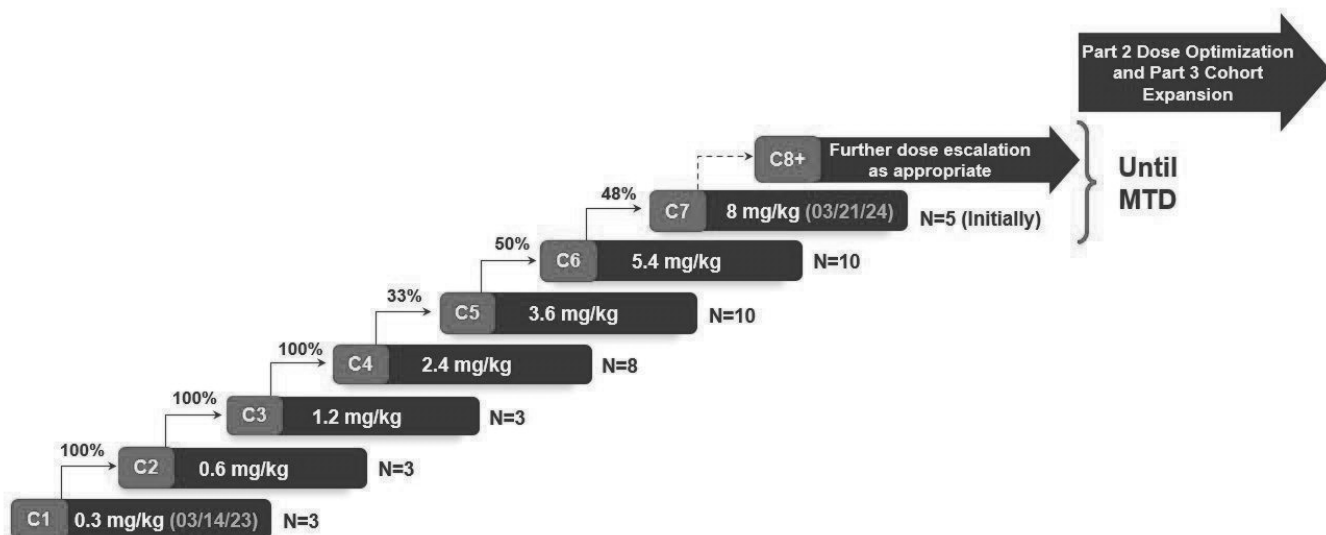 Part 2 Dose Optimization
and Part 3 Cohort
Expansion
C8+
Further dose escalation
as appropriate
Until
MTD
48%
C7
8 mg/kg (03/21/24)
N=5 (Initially)
50%
C6
5.4 mg/kg
N=10
33%
C5
3.6 mg/kg
N=10
100%
C4
2.4 mg/kg
N=8
100%
C3
1.2 mg/kg
N=3
100%
C2
0.6 mg/kg
N=3
C1
0.3 mg/kg (03/14/23)
N=3